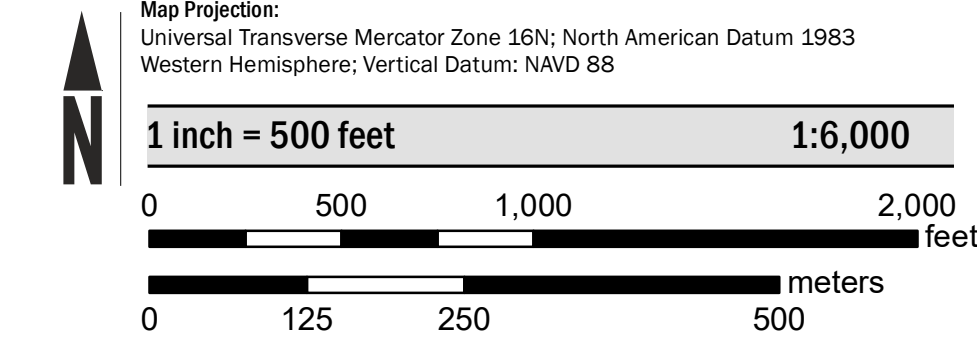 Map Projection:
Universal Transverse Mercator Zone 16N; North American Datum 1983
Western Hemisphere; Vertical Datum: NAVD 88
N
1 inch = 500 feet 1:6,000
0 500 1,000 2,000
feet
meters
0 125 250 500